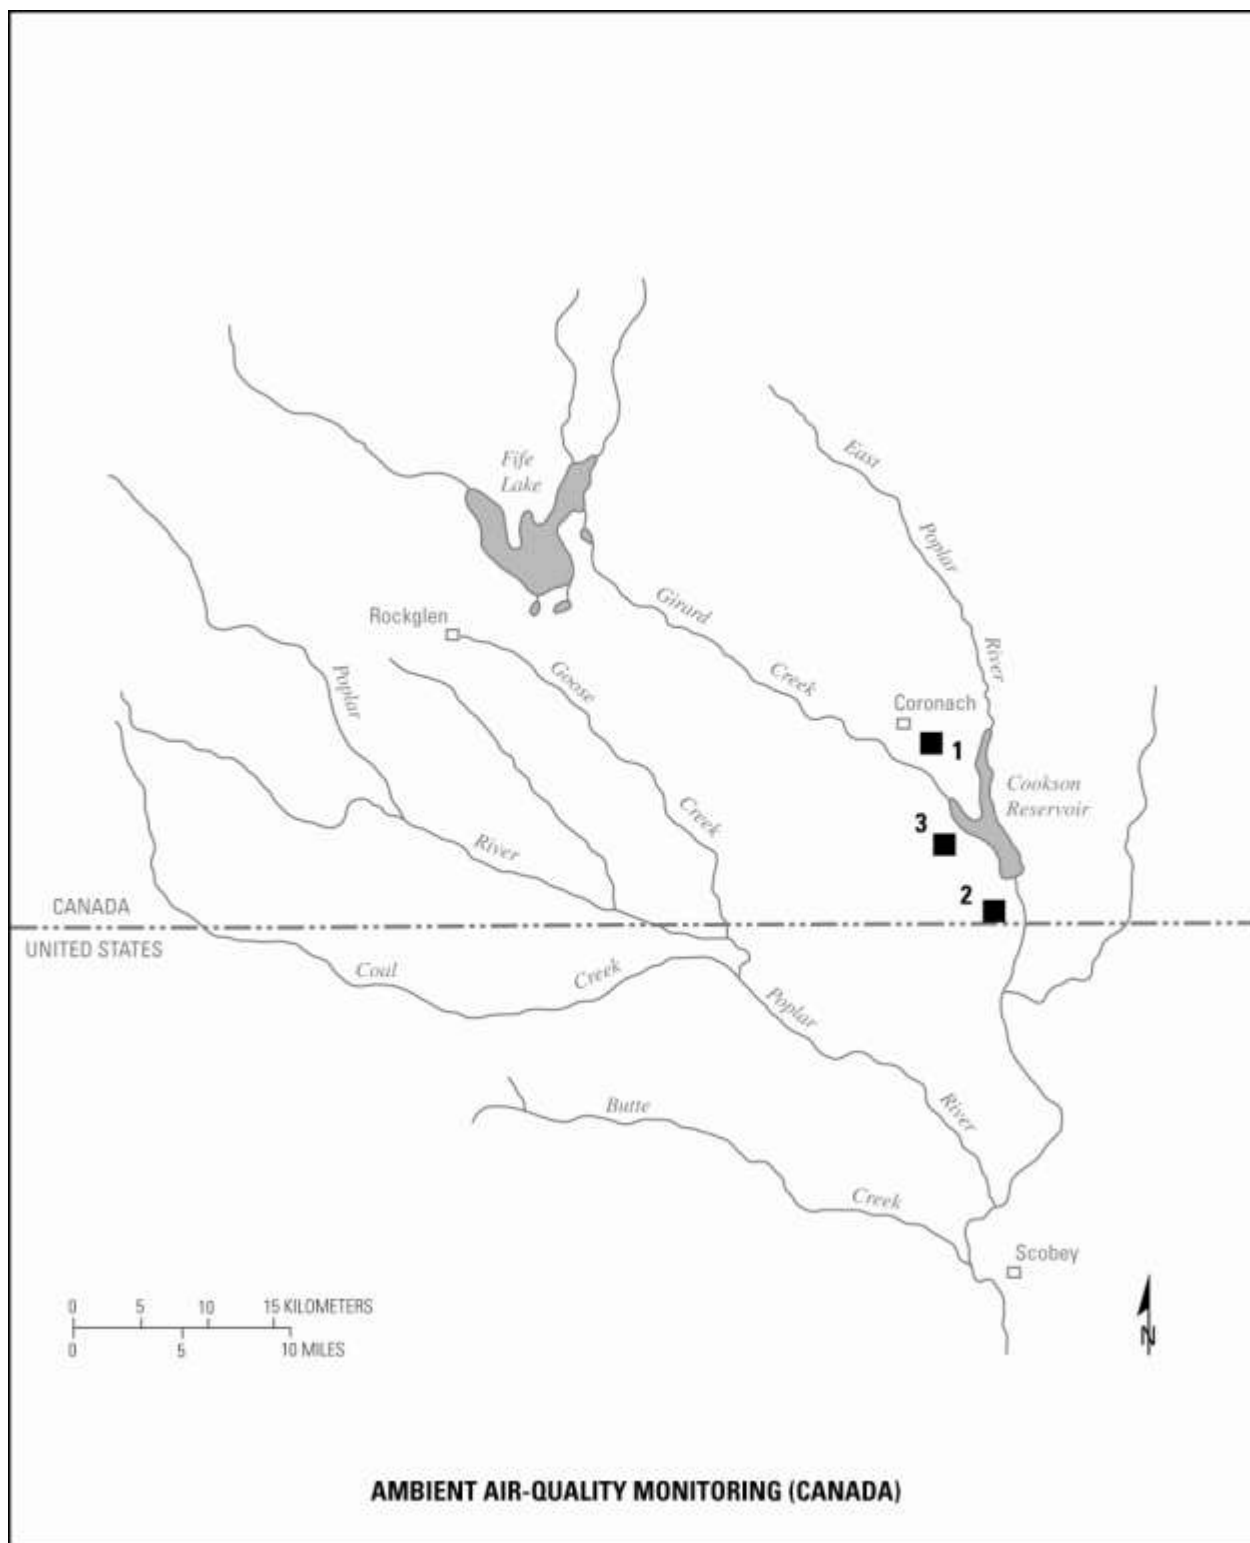 East
Fife
Lake
Poplar
Girard
Rockglen
Goose
River
Poplar
Creek
Coronach
1
Cookson
Reservoir
Creek
3
River
2
CANADA
UNITED STATES
Coal
Creek
Poplar
Butte
River
Creek
Scobey
0 5 10 15 KILOMETERS
0 5 10 MILES
N
AMBIENT AIR-QUALITY MONITORING (CANADA)